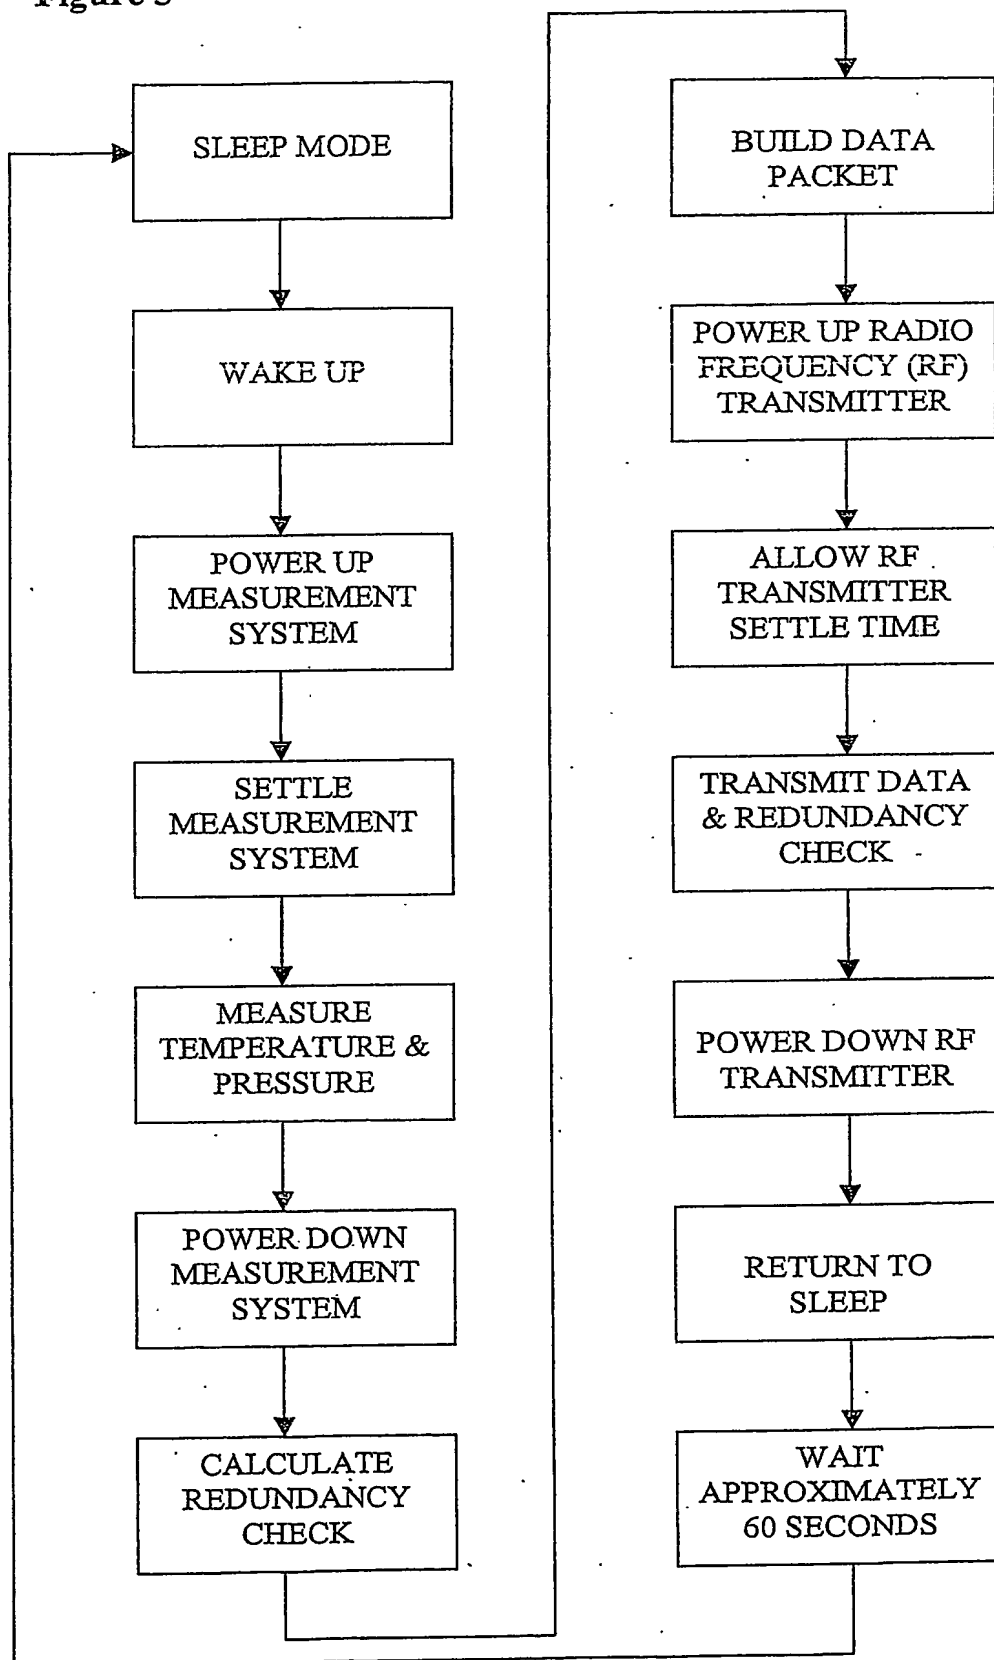 SLEEP MODE
WAKE UP
POWER UP
MEASUREMENT
SYSTEM
SETTLE
MEASUREMENT
SYSTEM
MEASURE
TEMPERATURE &
PRESSURE
POWER DOWN
MEASUREMENT
SYSTEM
CALCULATE
REDUNDANCY
CHECK
BUILD DATA
PACKET
POWER UP RADIO
FREQUENCY (RF)
TRANSMITTER
ALLOW RF
TRANSMITTER
SETTLE TIME
TRANSMIT DATA
& REDUNDANCY
CHECK
POWER DOWN RF
TRANSMITTER
RETURN TO
SLEEP
WAIT
APPROXIMATELY
60 SECONDS